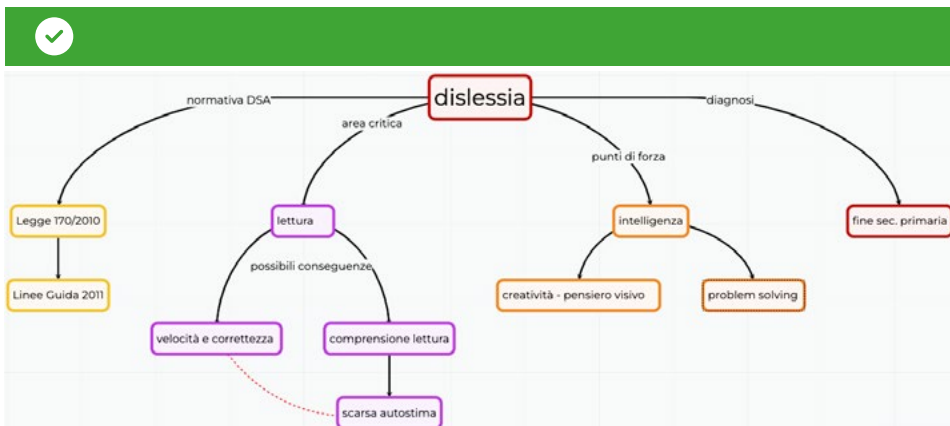 dislessia
normativa DSA
diagnosi
area critica
punti di forza
Legge 170/2010
lettura
intelligenza
fine sec. primaria
possibili conseguenze
Linee Guida 2011
creatività - pensiero visivo
problem solving
velocità e correttezza
comprensione lettura
scarsa autostima